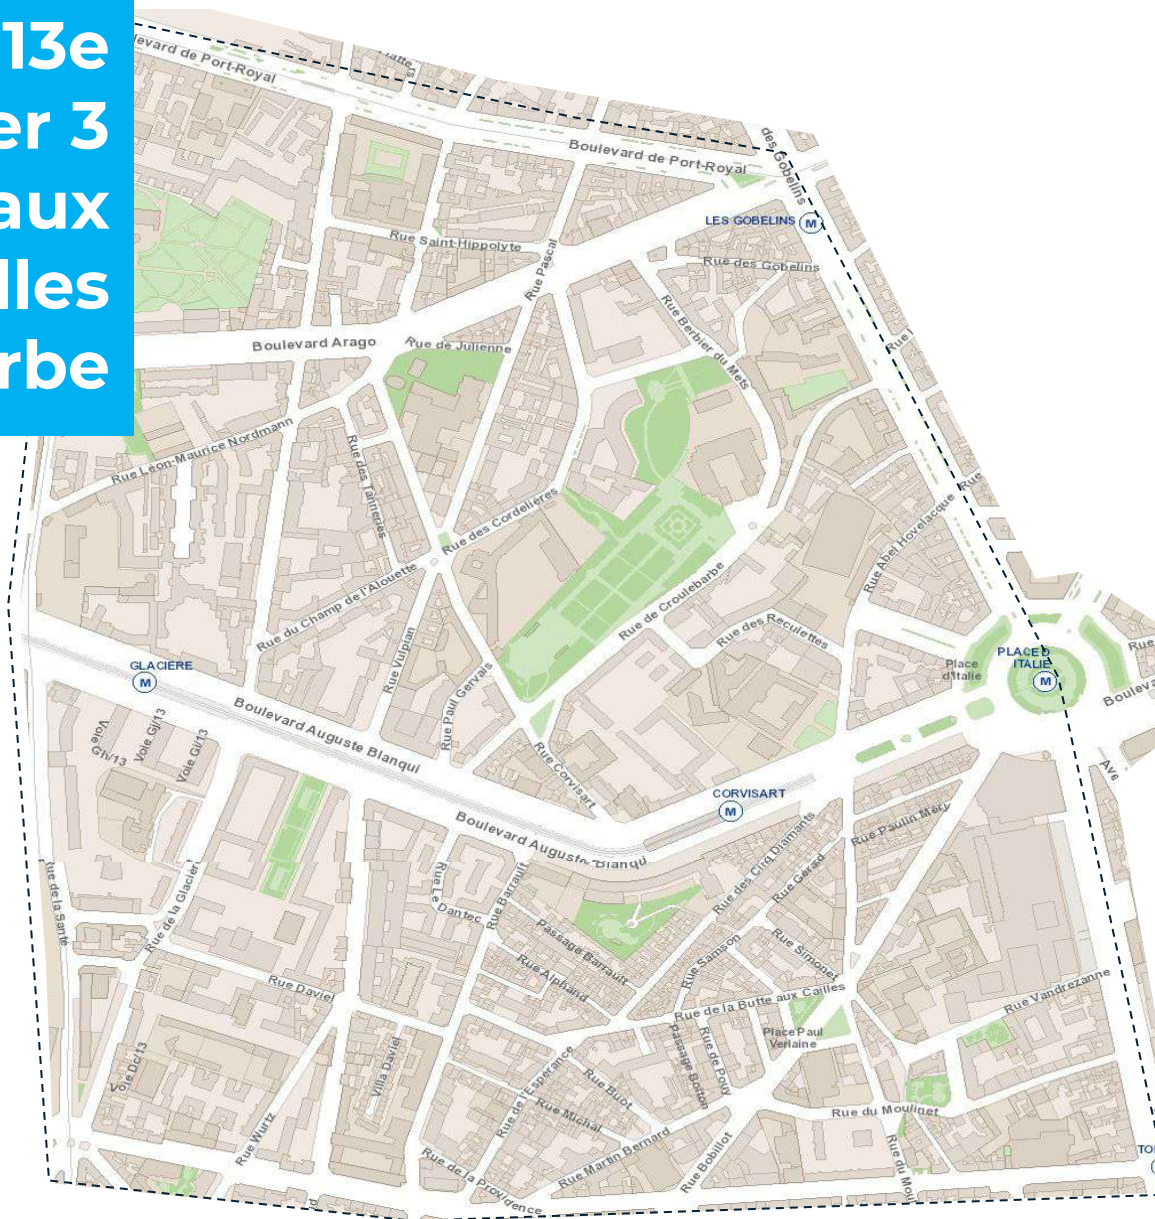 13e
er 3
aux
lles
rbe
levard de Port-Royal
Boulevard de Port-Royal
des Gobelins
LES GOBELINS
M
Rue Saint-Hippolyte
Rue Pascal
Rue des Gobelins
Rue Berbier du Mets
Boulevard Arago
Rue de Julienne
Rue Léon-Maurice Nordmann
Rue des Tanneries
Rue des Cordelières
Rue Abel Hovelacque
Rue
Rue du Champ de l'Alouette
Rue Vulpian
Rue de Croulebarbe
Rue des Reculettes
Rue Paul Gervais
GLACIERE
M
Place
d'Italie
PLACE D
ITALIE
M
Rue
Bouleva
Ave
Voie
Gh/13
Voie Gj/13
Voie Gi/13
Boulevard Auguste Blanqui
Rue Corvisart
CORVISART
M
Boulevard Auguste Blanqui
Rue Paulin Méry
Rue des Cinq Diamants
Rue Gérard
Rue de la Santé
Rue de la Glacièr
Rue Le Dantec
Rue Barrault
Passage Barrault
Rue Alphand
Rue Samson
Rue Simonet
Rue Daviel
Rue de la Butte aux Cailles
Rue Vandrezanne
Place Paul
Verlaine
Passage Boiton
Rue de Pouy
Voie Dc/13
Villa Daviel
Rue de l'Espérance
Rue Buot
Rue Michal
Rue du Moulinet
Rue Wurtz
Rue Martin Bernard
Rue Bobillot
Rue du Moul
Rue de la Providence
TO